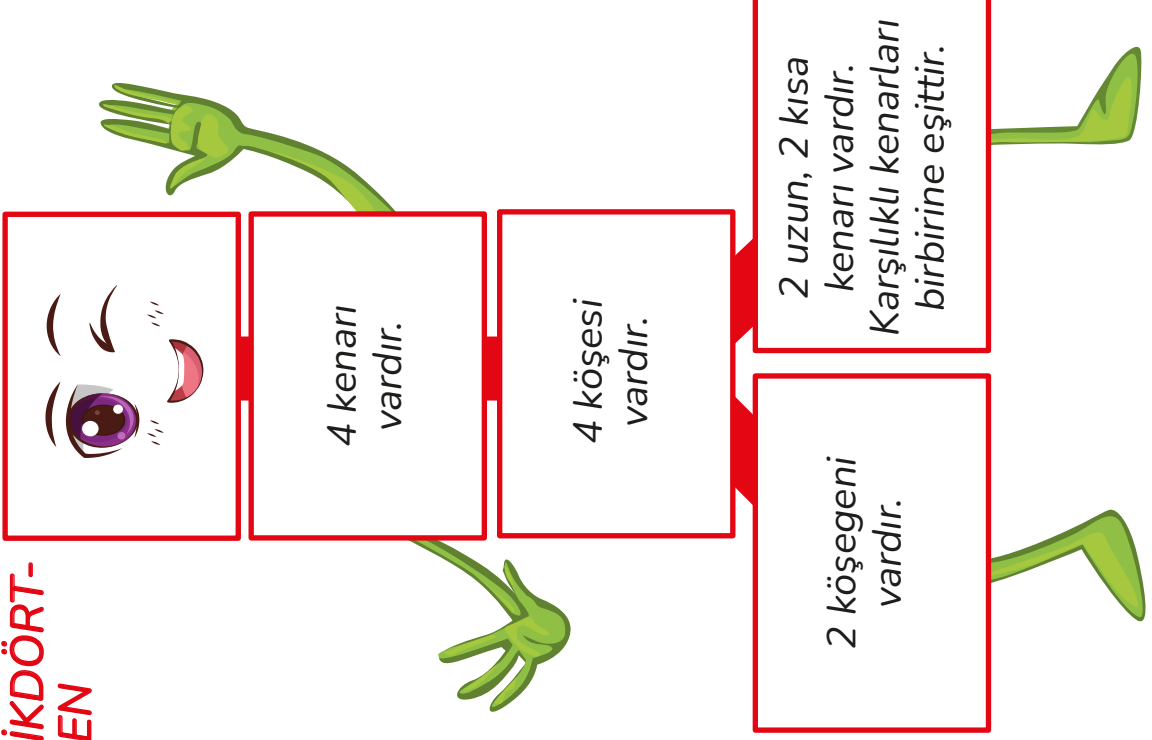 İKDÖRT-
EN
4 kenarı
vardır.
4 köşesi
vardır.
2 köşegeni
vardır.
2 uzun, 2 kısa
kenarı vardır.
Karşılıklı kenarları
birbirine eşittir.